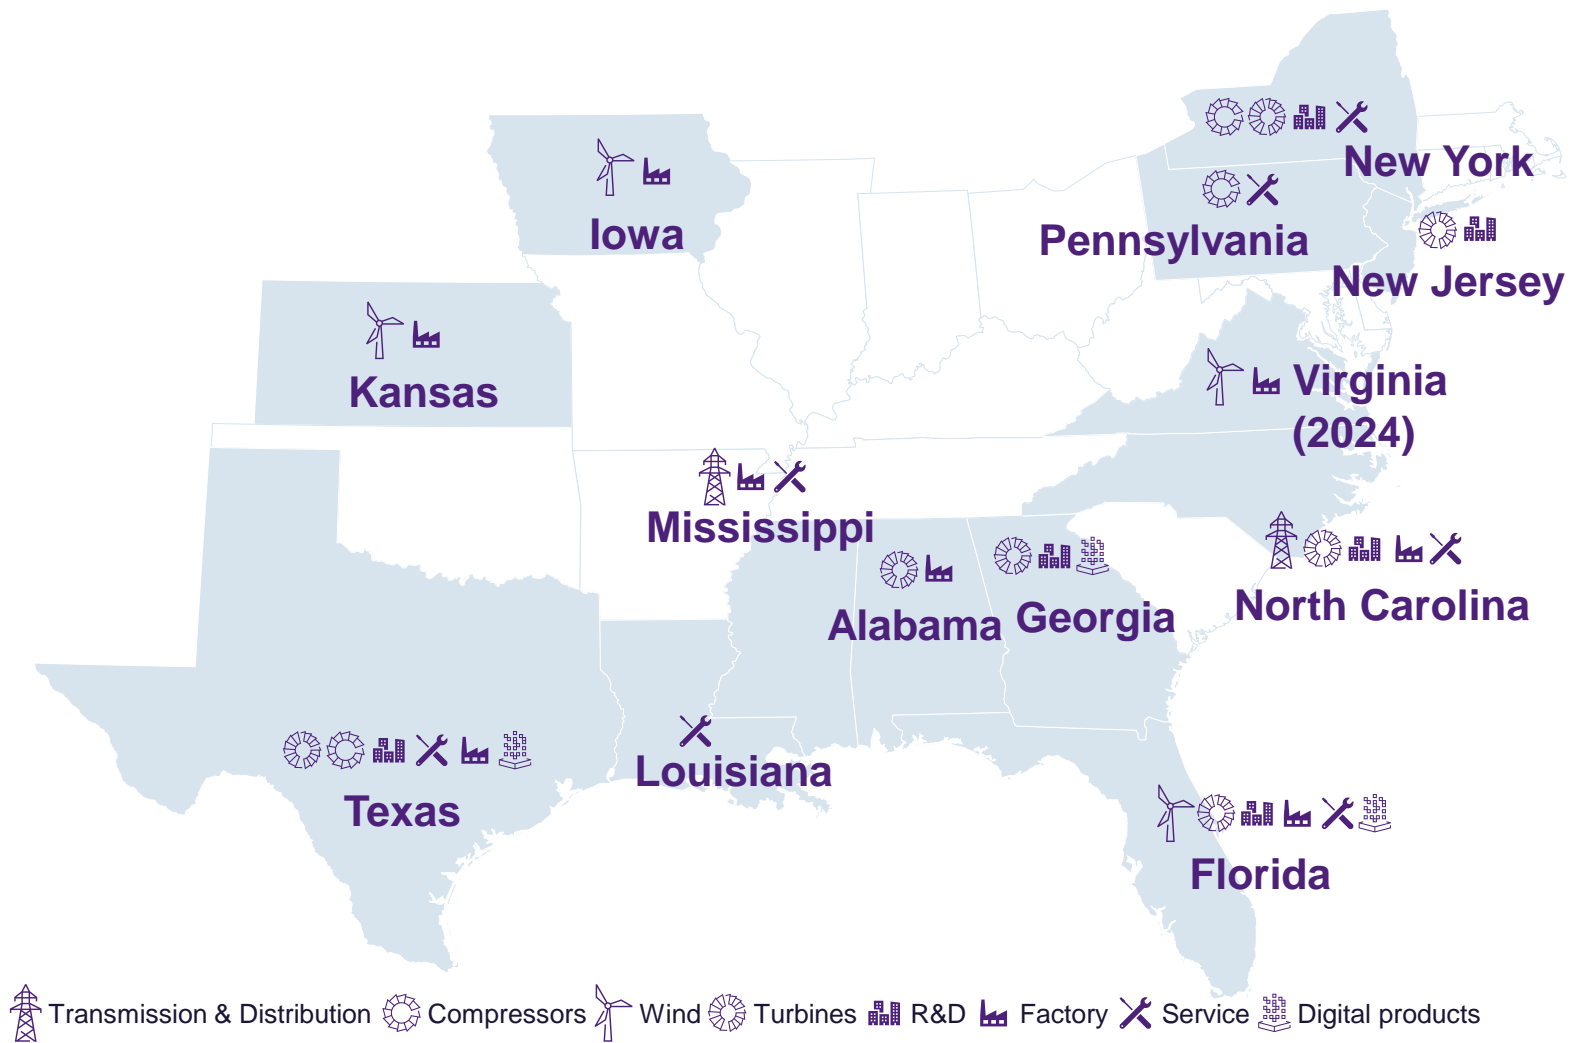 New York
Iowa
Pennsylvania
New Jersey
Kansas
Virginia
(2024)
Mississippi
North Carolina
Alabama
Georgia
Louisiana
Texas
Florida
Transmission & Distribution Compressors Wind Turbines R&D Factory Service Digital products